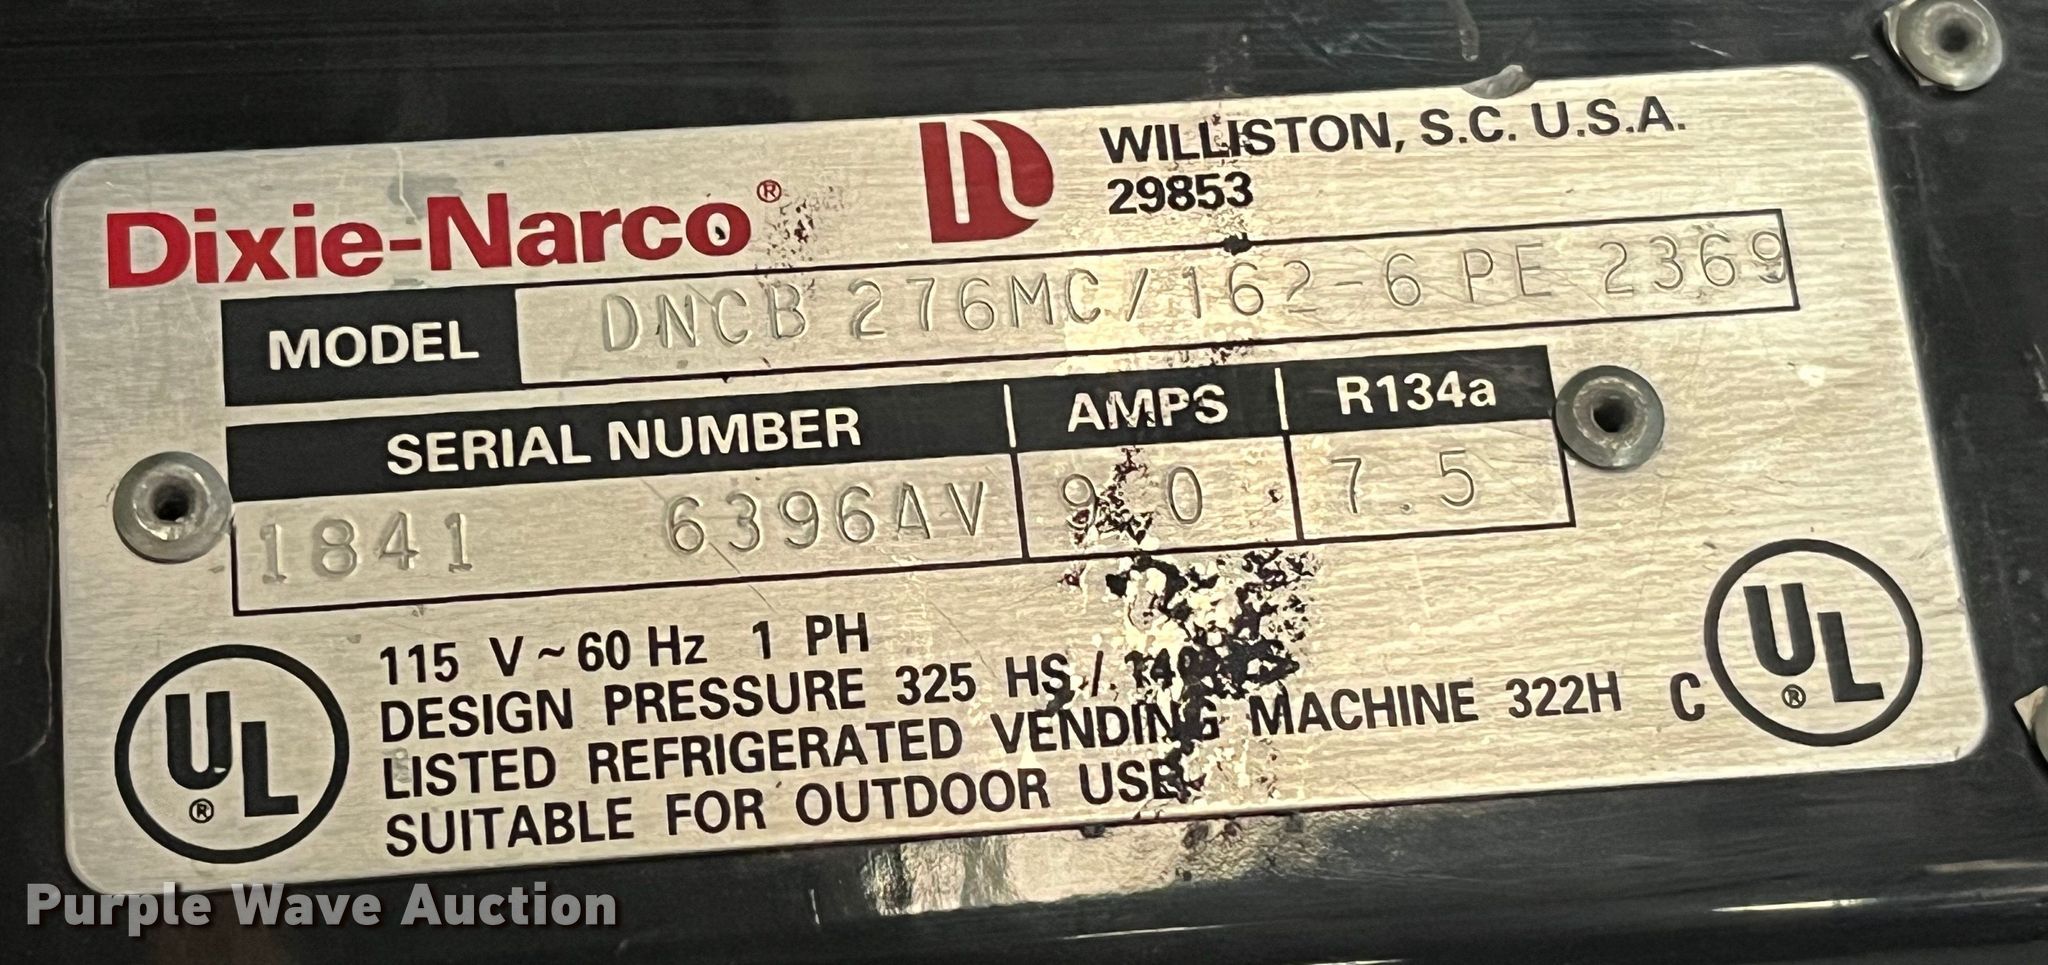 Dixie-Narco®
WILLISTON, S.C. U.S.A.
29853
MODEL DNCB 276MC/162-6 PE 2369
SERIAL NUMBER AMPS R134a
1841 6396AV 9.0 7.5
115 V~60 Hz 1 PH
DESIGN PRESSURE 325 HS /
LISTED REFRIGERATED VENDING MACHINE 322H
SUITABLE FOR OUTDOOR USE
UL®
C UL®
Purple Wave Auction